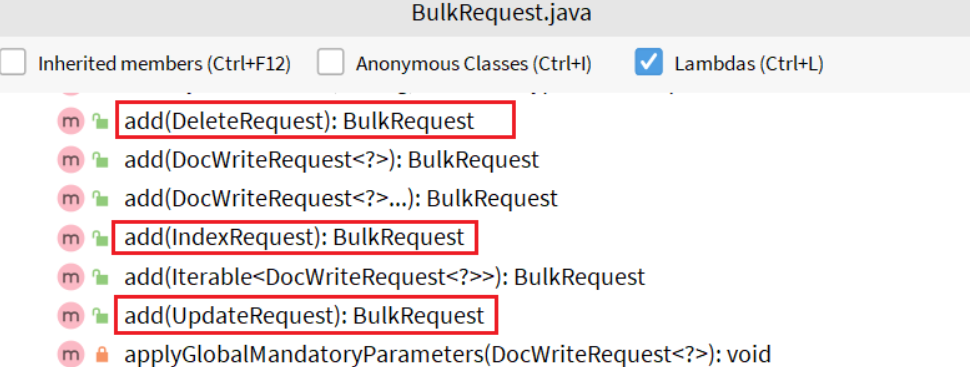 BulkRequest.java
Inherited members (Ctrl+F12) Anonymous Classes (Ctrl+I) Lambdas (Ctrl+L)
m add(DeleteRequest): BulkRequest
m add(DocWriteRequest<?>): BulkRequest
m add(DocWriteRequest<?>...): BulkRequest
m add(IndexRequest): BulkRequest
m add(Iterable<DocWriteRequest<?>>): BulkRequest
m add(UpdateRequest): BulkRequest
m applyGlobalMandatoryParameters(DocWriteRequest<?>): void